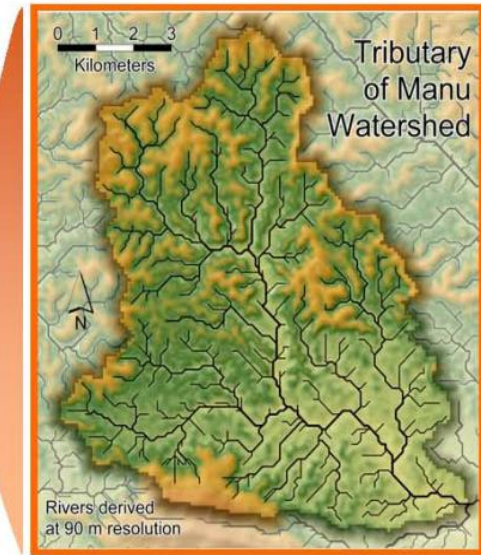 0 1 2 3
Kilometers
Tributary
of Manu
Watershed
N
Rivers derived
at 90 m resolution